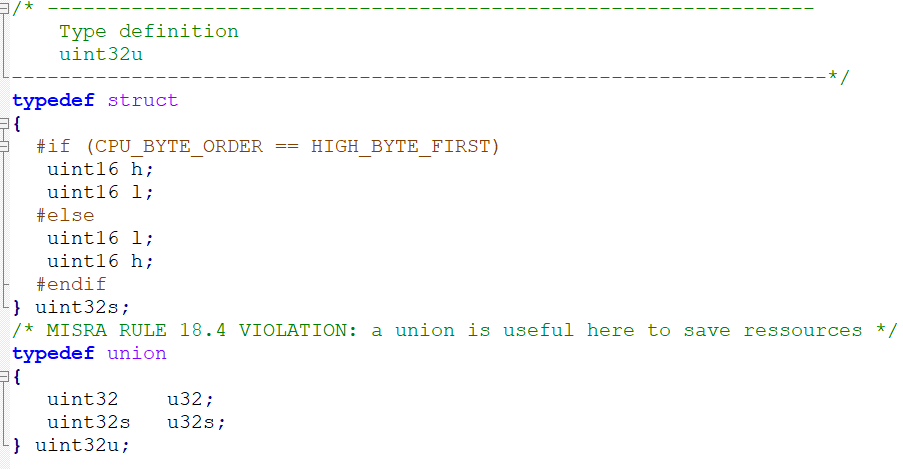 /* ----------------------------------------------------------------
Type definition
uint32u
--------------------------------------------------------------------*/
typedef struct
{
#if (CPU_BYTE_ORDER == HIGH_BYTE_FIRST)
uint16 h;
uint16 l;
#else
uint16 l;
uint16 h;
#endif
} uint32s;
/* MISRA RULE 18.4 VIOLATION: a union is useful here to save ressources */
typedef union
{
uint32    u32;
uint32s   u32s;
} uint32u;